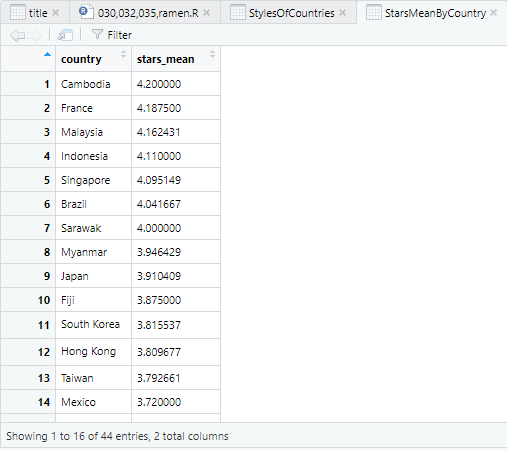 title 030,032,035,ramen.R StylesOfCountries StarsMeanByCountry
Filter
country stars_mean
1 Cambodia 4.200000
2 France 4.187500
3 Malaysia 4.162431
4 Indonesia 4.110000
5 Singapore 4.095149
6 Brazil 4.041667
7 Sarawak 4.000000
8 Myanmar 3.946429
9 Japan 3.910409
10 Fiji 3.875000
11 South Korea 3.815537
12 Hong Kong 3.809677
13 Taiwan 3.792661
14 Mexico 3.720000
Showing 1 to 16 of 44 entries, 2 total columns